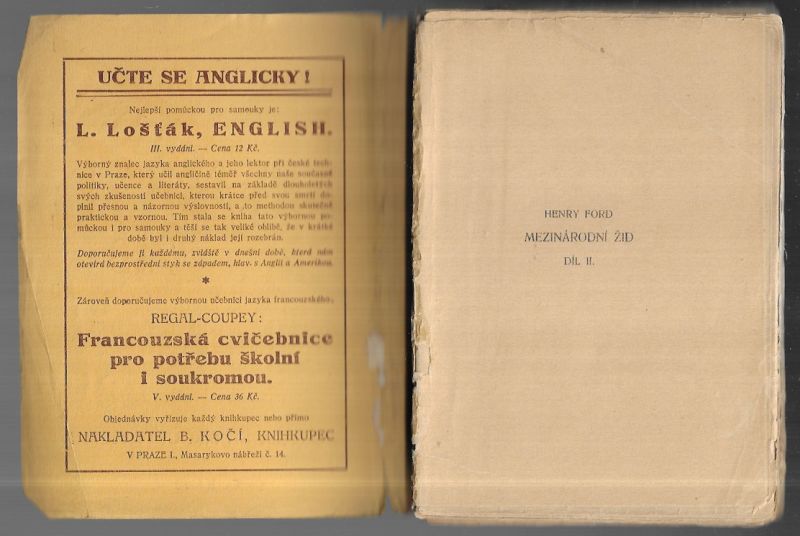 UČTE SE ANGLICKY!
Nejlepší pomůckou pro samouky je:
L. Lošťák, ENGLISH.
III. vydání. — Cena 12 Kč.
Výborný znalec jazyka anglického a jeho lektor při české tech-
nice v Praze, který učil angličině téměř všechny naše současné
politiky, učence a literáty, sestavil na základě dlouholetých
svých zkušeností učebnici, kterou krátce před svou smrtí do-
plnil přesnou a názornou výslovností, a to methodou skutečně
praktickou a vzornou. Tím stala se kniha tato výbornou po-
můckou i pro samouky a těší se tak veliké oblibě, že v krátké
době byl i druhý náklad její rozebrán.
Doporučujeme ji každému, zvláště v dnešní době, která nám
otevírá bezprostřední styk se západem, hlav. s Anglií a Amerikou.
*
Zároveň doporučujeme výbornou učebnici jazyka francouzského,
REGAL-COUPEY:
Francouzská cvičebnice
pro potřebu školní
i soukromou.
V. vydání. — Cena 36 Kč.
Objednávky vyřizuje každý knihkupec nebo přímo
NAKLADATEL B. KOČÍ, KNIHKUPEC
V PRAZE I., Masarykovo nábřeží č. 14.
HENRY FORD
MEZINÁRODNÍ ŽID
DÍL II.